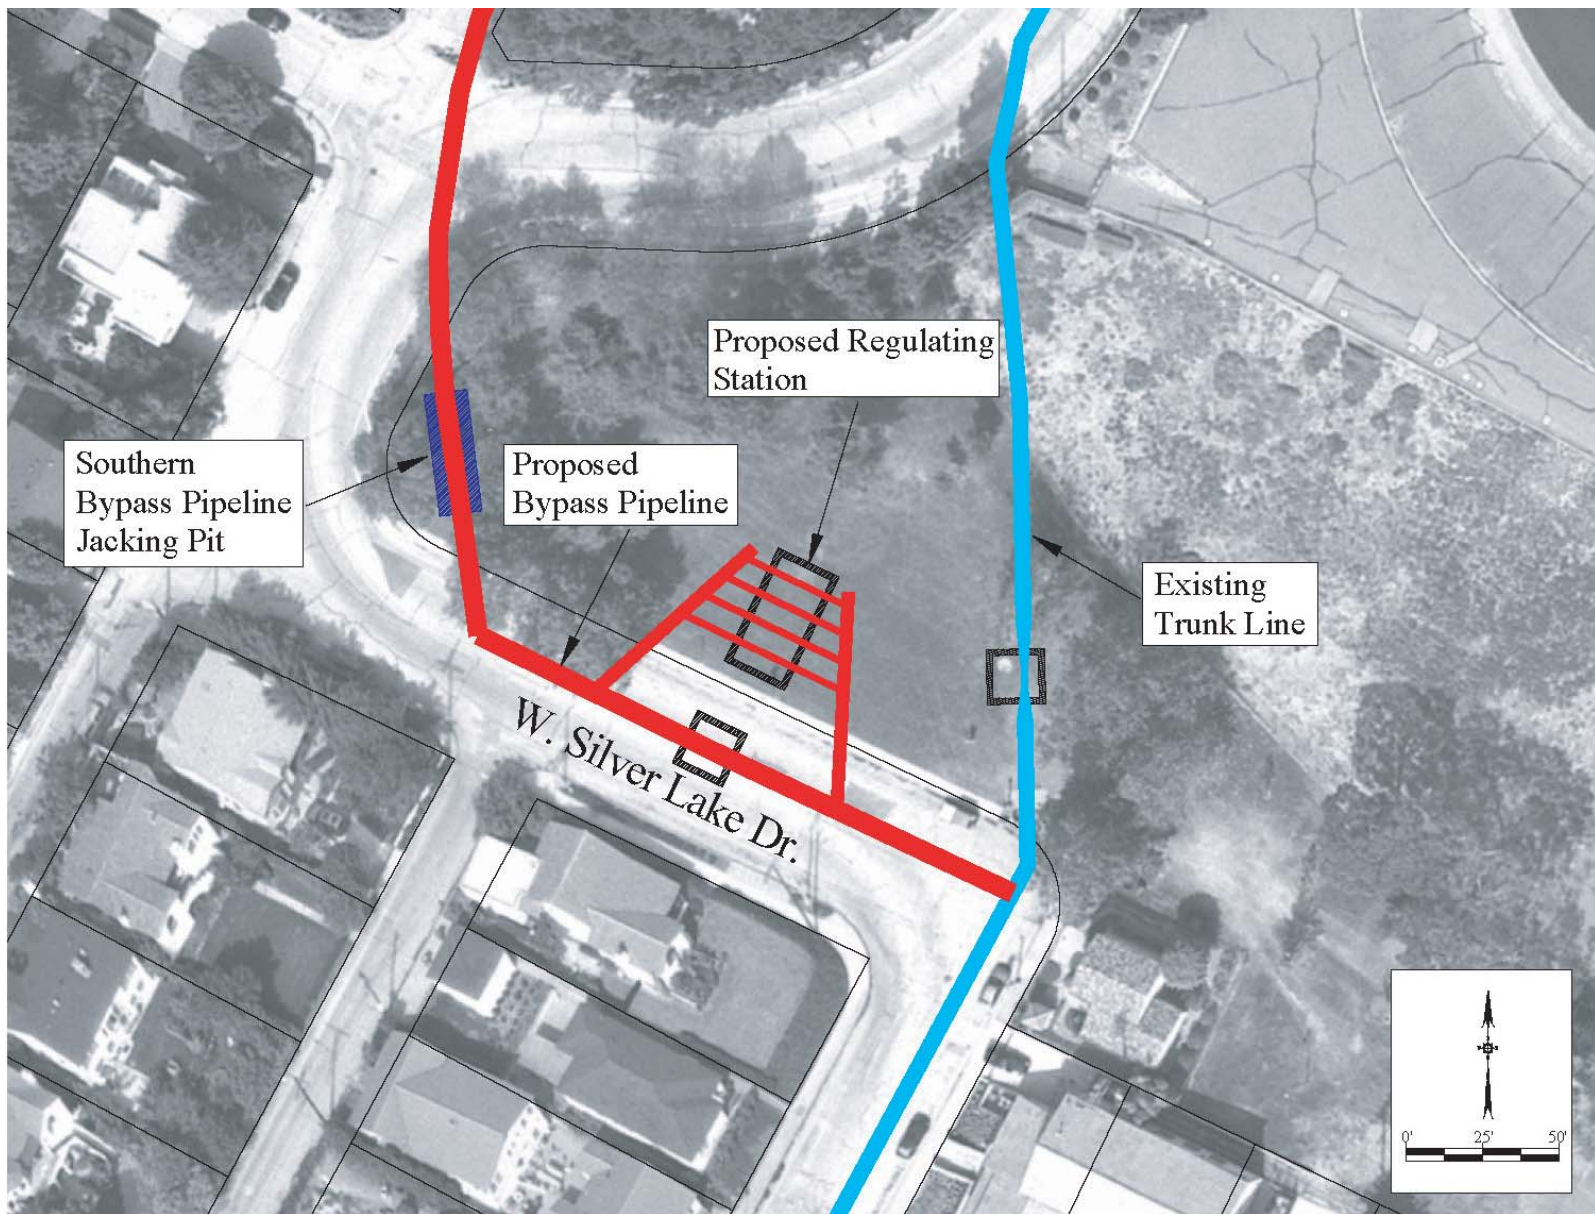 Proposed Regulating
Station
Southern
Bypass Pipeline
Jacking Pit
Proposed
Bypass Pipeline
Existing
Trunk Line
W. Silver Lake Dr.
0' 25' 50'